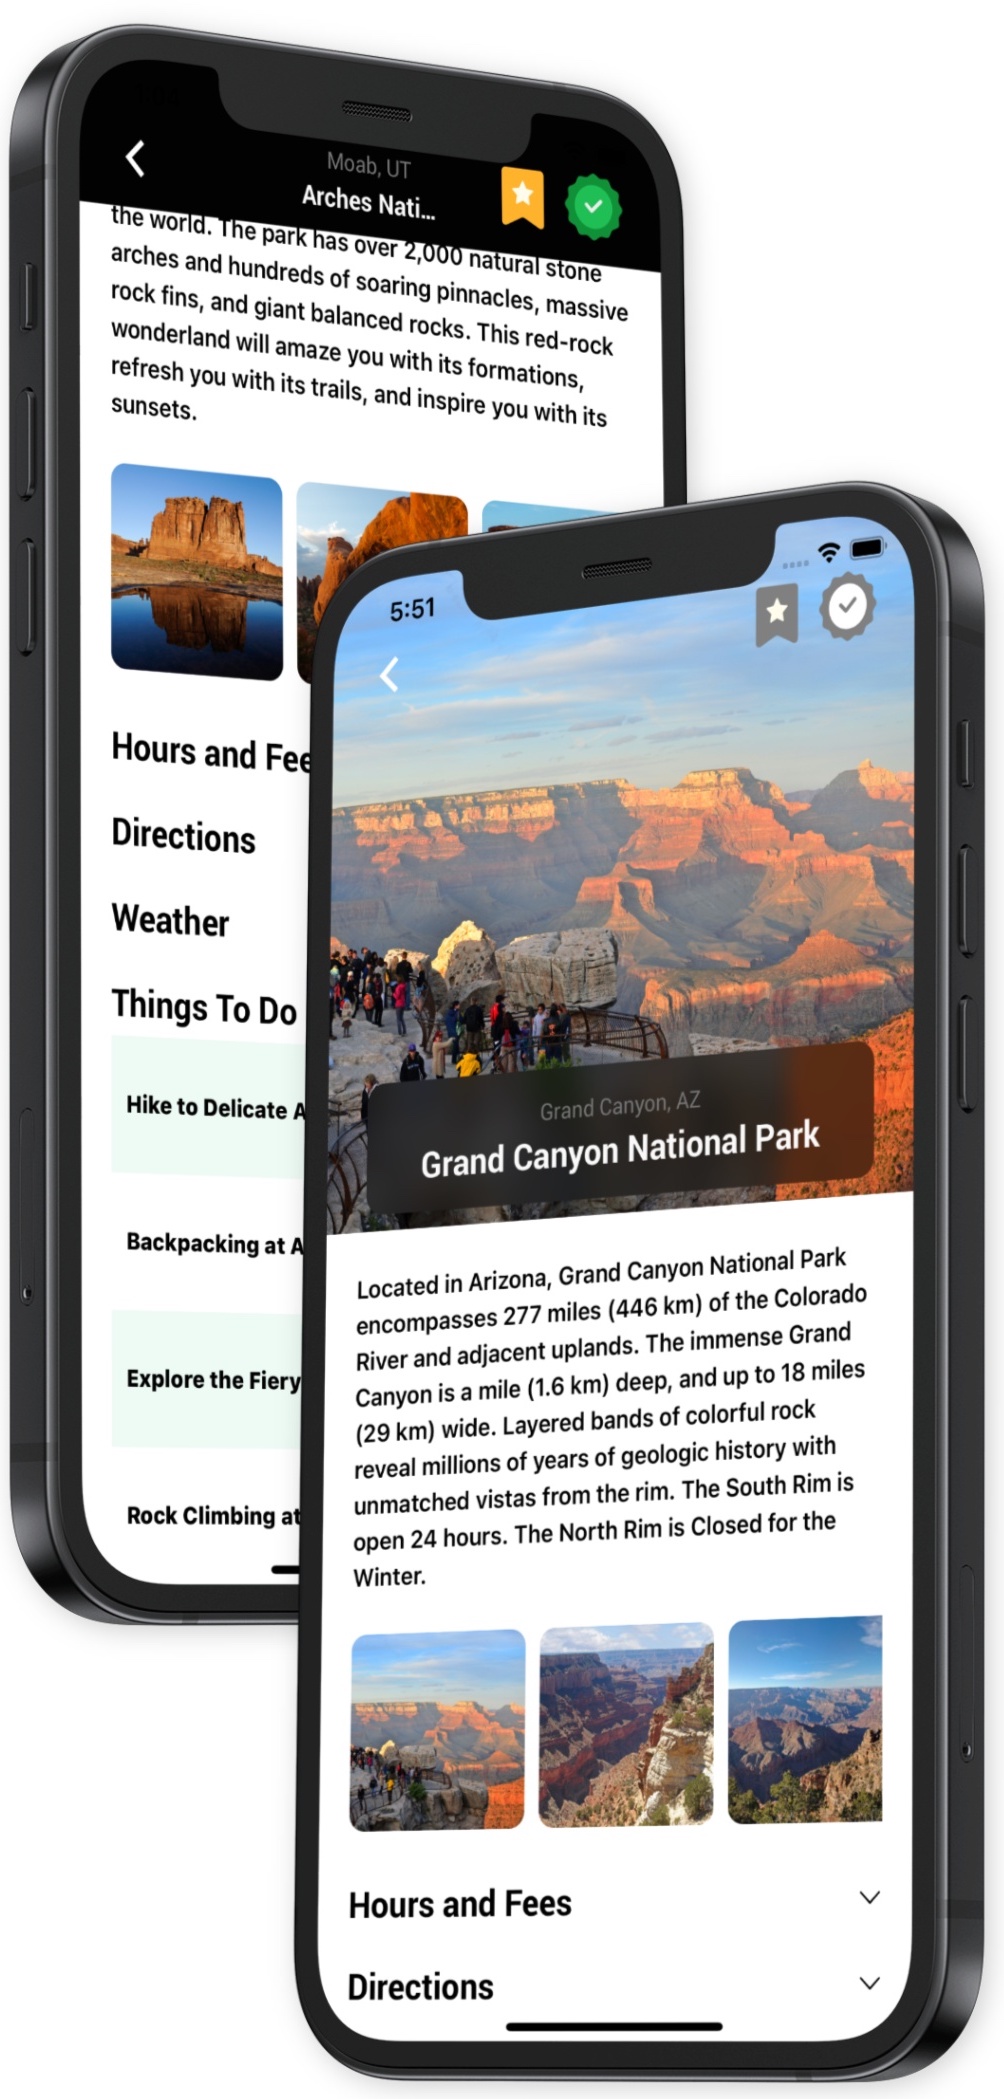 Moab, UT
Arches Nati...
the world. The park has over 2,000 natural stone
arches and hundreds of soaring pinnacles, massive
rock fins, and giant balanced rocks. This red-rock
wonderland will amaze you with its formations,
refresh you with its trails, and inspire you with its
sunsets.
Hours and Fee
Directions
Weather
Things To Do
Hike to Delicate A
Backpacking at A
Explore the Fiery
Rock Climbing at
5:51
Grand Canyon, AZ
Grand Canyon National Park
Located in Arizona, Grand Canyon National Park
encompasses 277 miles (446 km) of the Colorado
River and adjacent uplands. The immense Grand
Canyon is a mile (1.6 km) deep, and up to 18 miles
(29 km) wide. Layered bands of colorful rock
reveal millions of years of geologic history with
unmatched vistas from the rim. The South Rim is
open 24 hours. The North Rim is Closed for the
Winter.
Hours and Fees
Directions